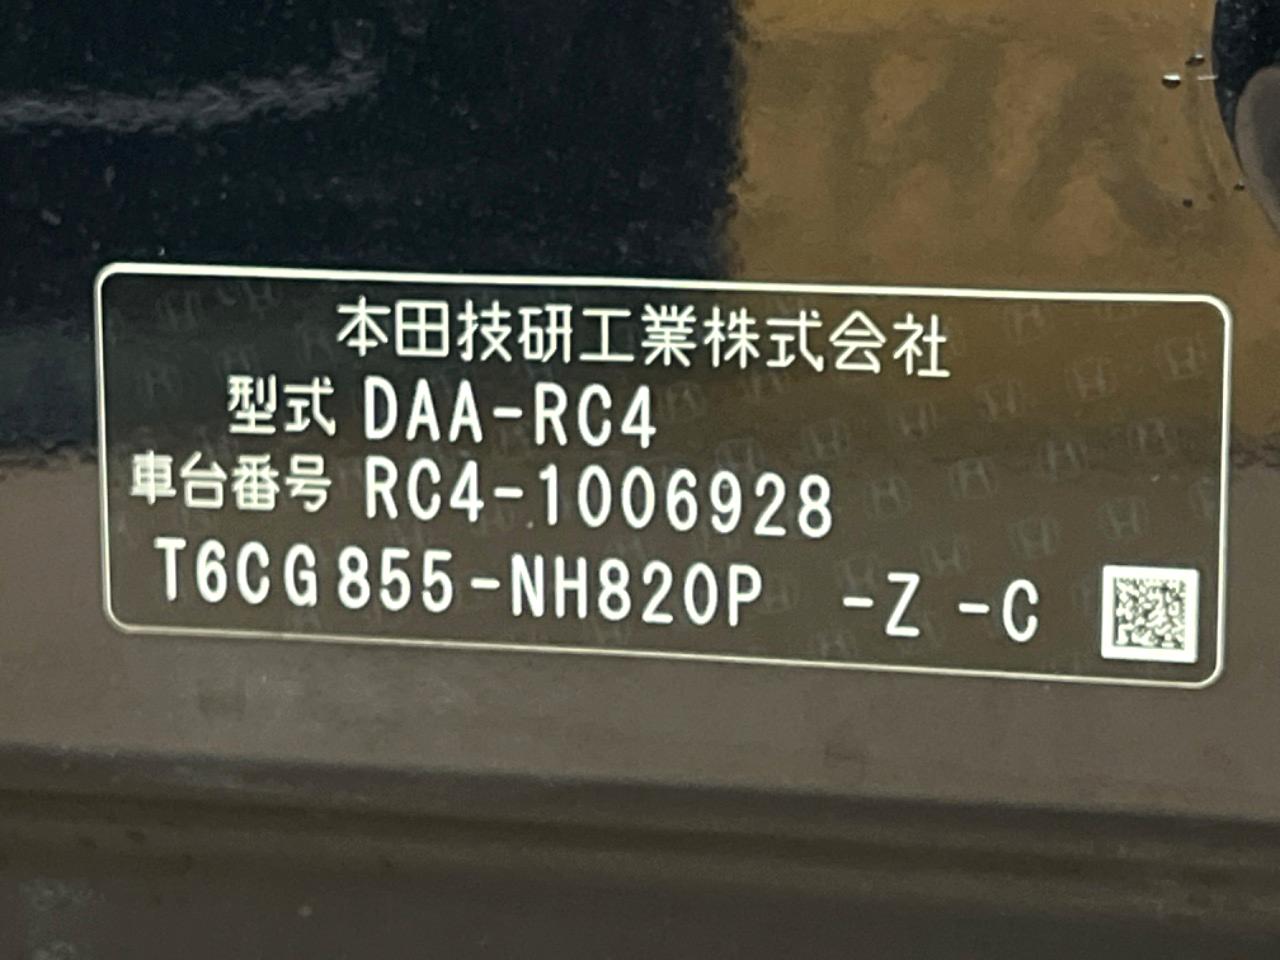 本田技研工業株式会社
型式 DAA-RC4
車台番号 RC4-1006928
T6CG855-NH820P -Z -C